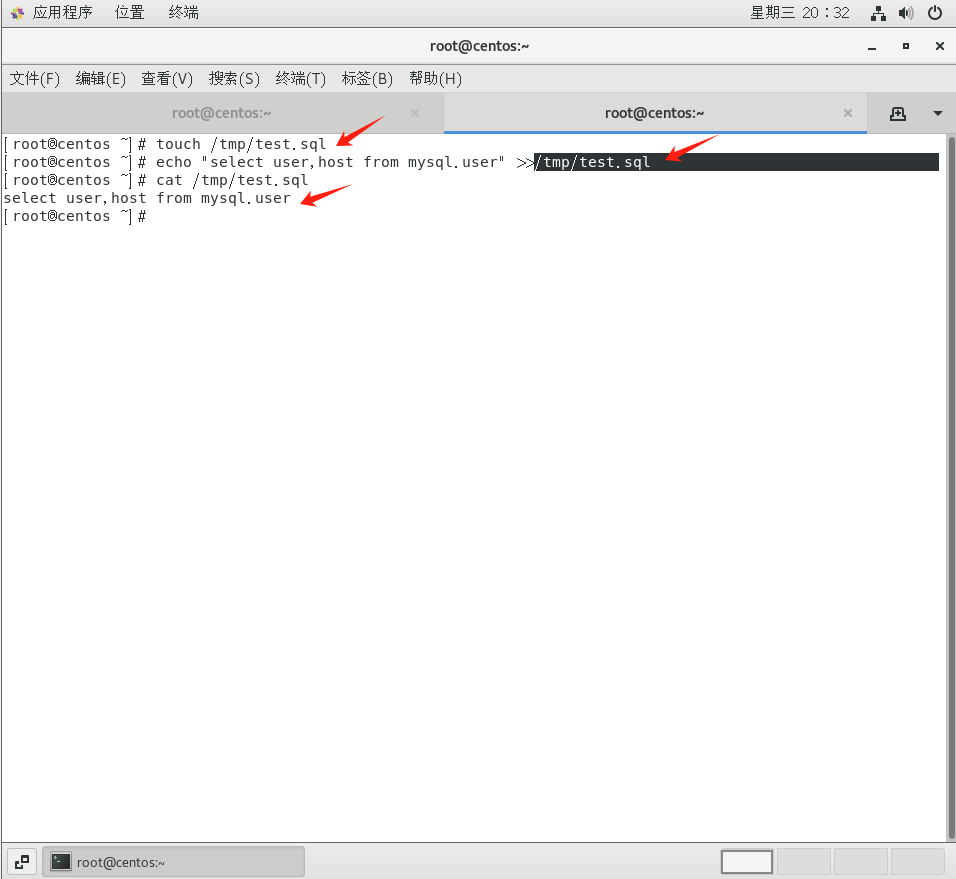 应用程序 位置 终端 星期三 20：32
root@centos:~
文件(F) 编辑(E) 查看(V) 搜索(S) 终端(T) 标签(B) 帮助(H)
root@centos:~ root@centos:~
[root@centos ~]# touch /tmp/test.sql
[root@centos ~]# echo "select user,host from mysql.user" >>/tmp/test.sql
[root@centos ~]# cat /tmp/test.sql
select user,host from mysql.user
[root@centos ~]#
root@centos:~